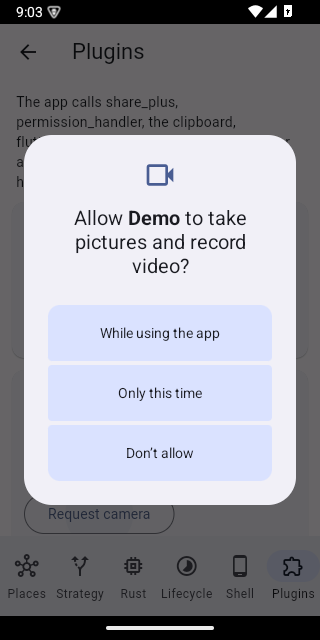 9:03
Plugins
The app calls share_plus,
permission_handler, the clipboard,
Allow Demo to take
pictures and record
video?
While using the app
Only this time
Don't allow
Request camera
Places
Strategy
Rust
Lifecycle
Shell
Plugins